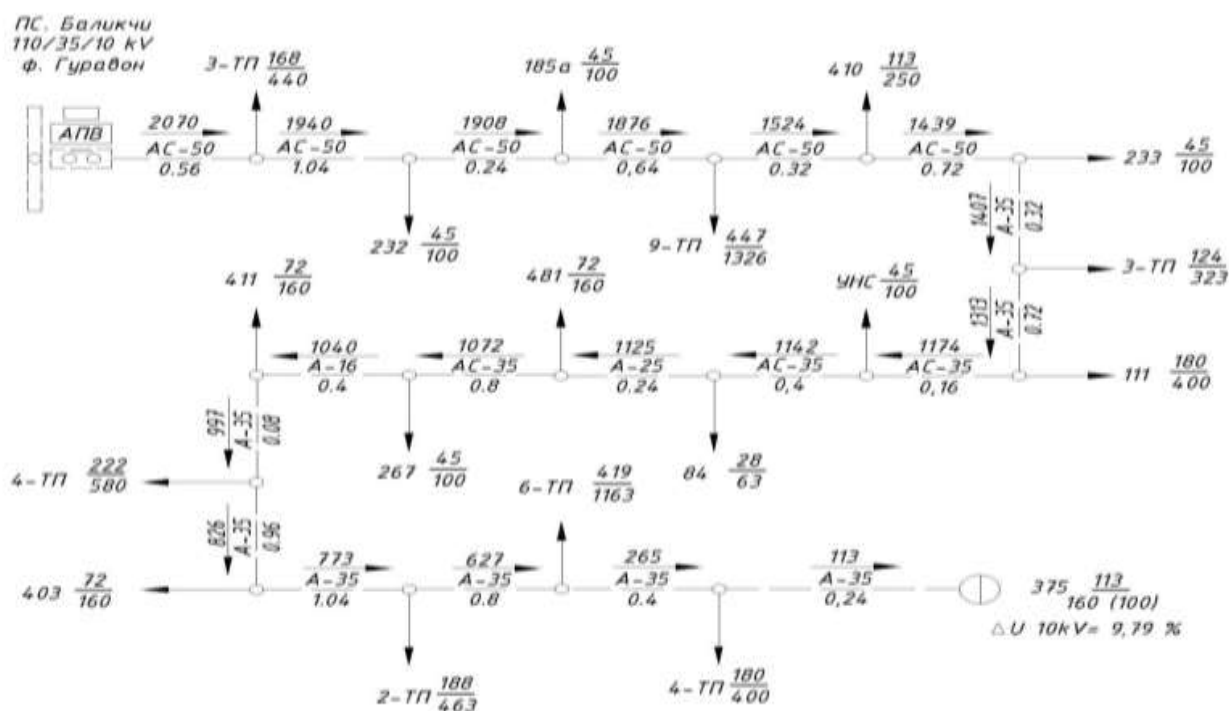 ПС. Баликчи
110/35/10 kV
ф. Гуравон
АПВ
3-ТП 168/440
185а 45/100
410 113/250
2070 АС-50 0.56
1940 АС-50 1.04
1908 АС-50 0.24
1876 АС-50 0,64
1524 АС-50 0.32
1439 АС-50 0.72
233 45/100
232 45/100
9-ТП 447/1326
1407 А-35 0.32
3-ТП 124/323
1313 А-35 0.72
411 72/160
481 72/160
УНС 45/100
1040 А-16 0.4
1072 АС-35 0.8
1125 А-25 0.24
1142 АС-35 0,4
1174 АС-35 0,16
111 180/400
997 А-35 0.08
267 45/100
84 28/63
4-ТП 222/580
6-ТП 419/1163
826 А-35 0.96
403 72/160
773 А-35 1.04
627 А-35 0.8
265 А-35 0.4
113 А-35 0,24
375 113/160 (100)
△U 10kV= 9,79 %
2-ТП 188/463
4-ТП 180/400